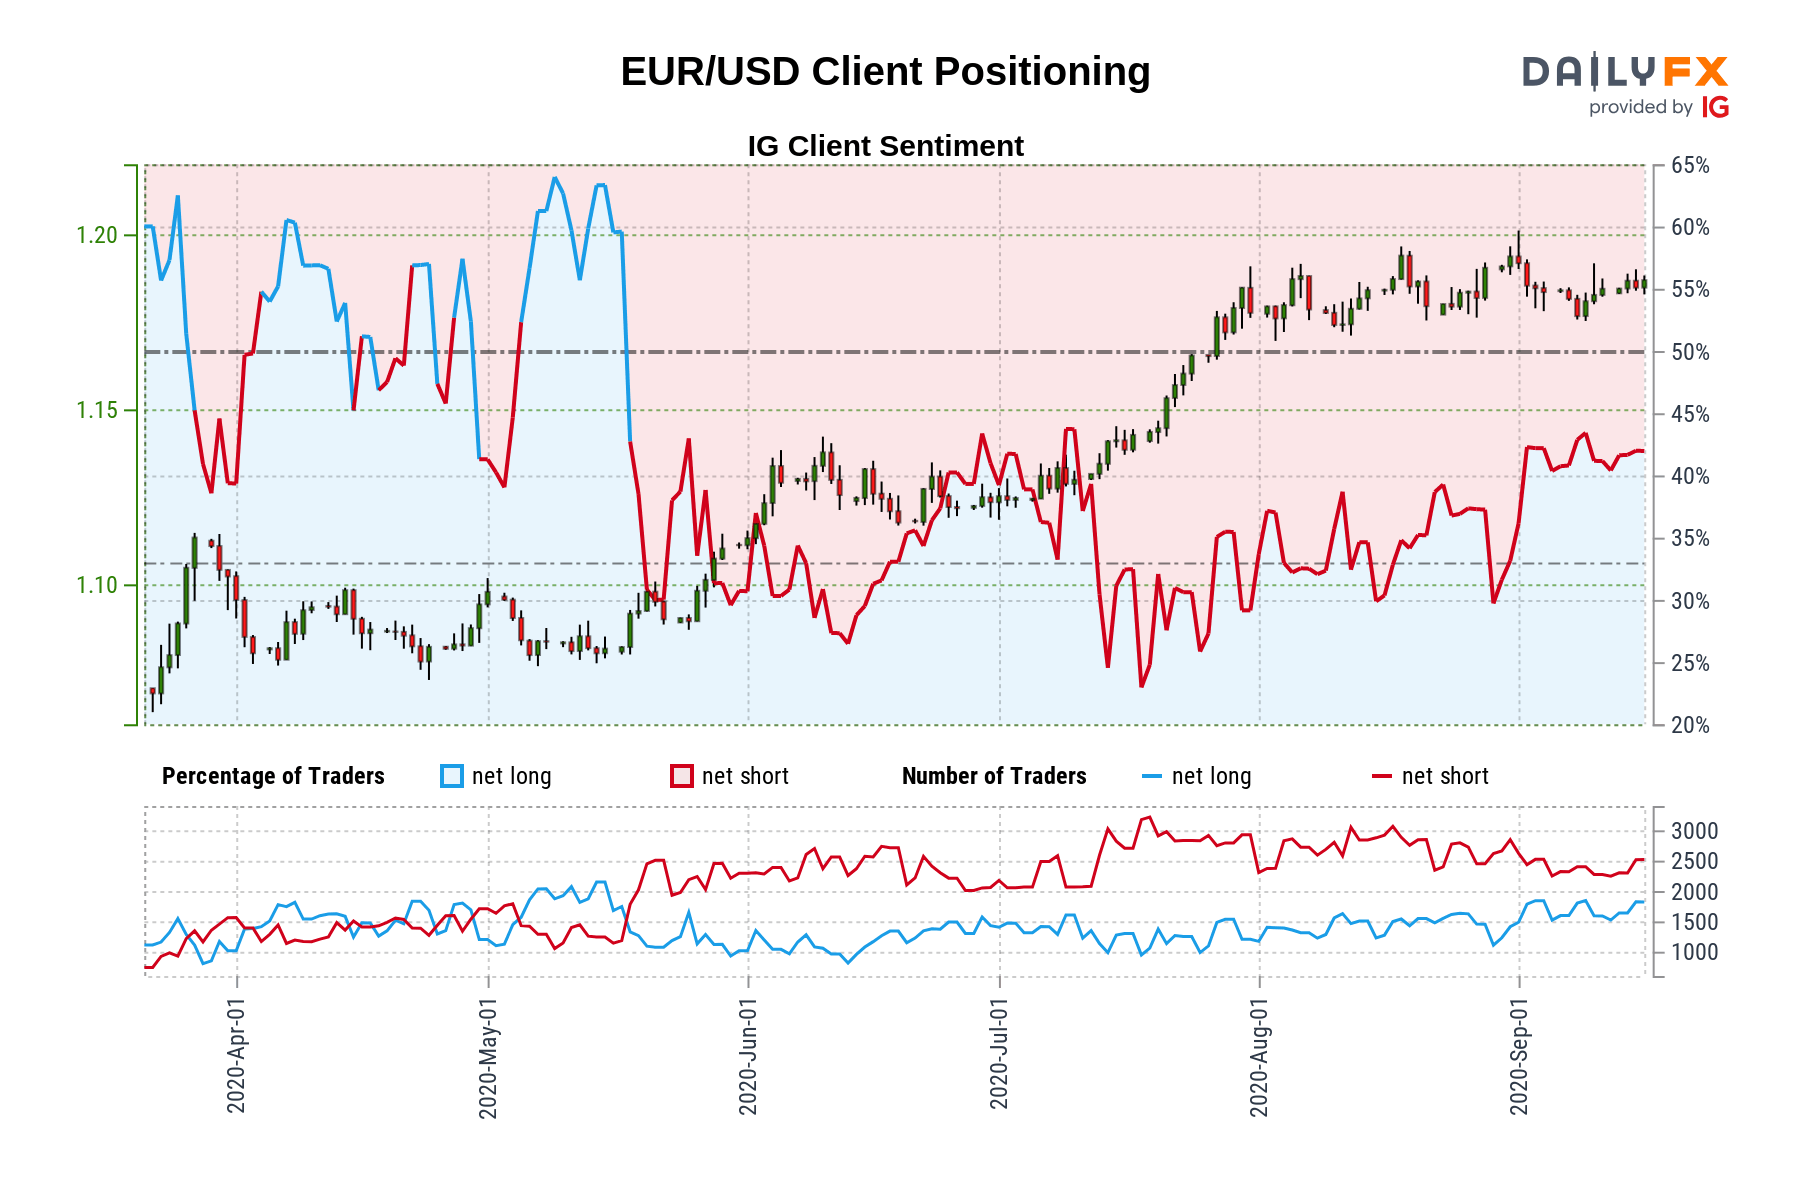 EUR/USD Client Positioning
DAILYFX
provided by IG
IG Client Sentiment
1.20
1.15
1.10
65%
60%
55%
50%
45%
40%
35%
30%
25%
20%
Percentage of Traders net long net short Number of Traders net long net short
3000
2500
2000
1500
1000
2020-Apr-01
2020-May-01
2020-Jun-01
2020-Jul-01
2020-Aug-01
2020-Sep-01